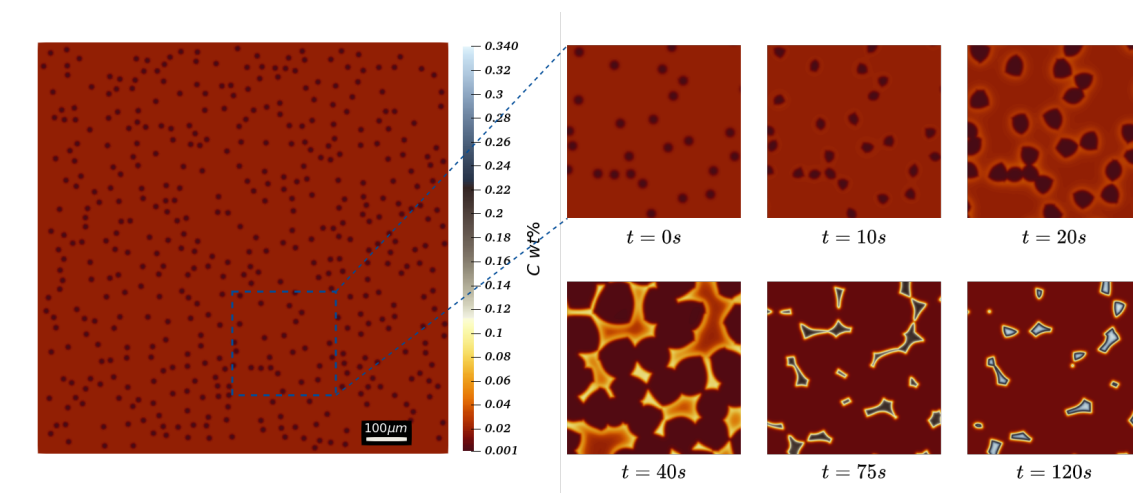 0.340
0.32
0.3
0.28
0.26
0.24
0.22
0.2
0.18
0.16
0.14
0.12
0.1
0.08
0.06
0.04
0.02
0.001
C wt%
100μm
t = 0s
t = 10s
t = 20s
t = 40s
t = 75s
t = 120s